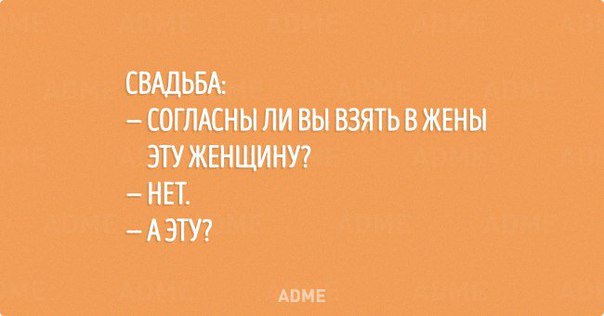 СВАДЬБА:
– СОГЛАСНЫ ЛИ ВЫ ВЗЯТЬ В ЖЕНЫ
ЭТУ ЖЕНЩИНУ?
– НЕТ.
– А ЭТУ?
ADME